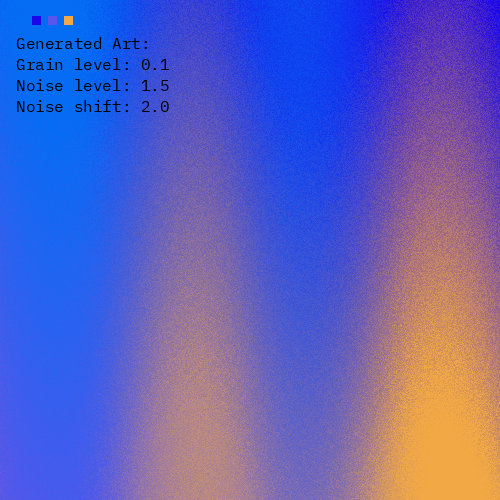 Generated Art:
Grain level: 0.1
Noise level: 1.5
Noise shift: 2.0